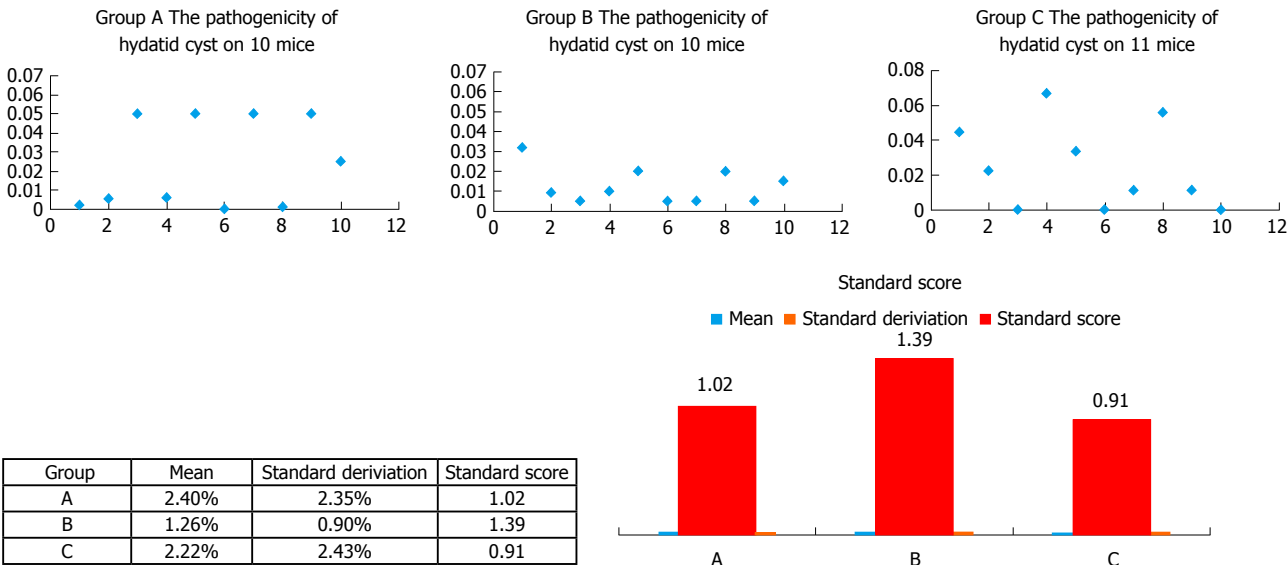 Group A The pathogenicity of
hydatid cyst on 10 mice
0.07
0.06
0.05
0.04
0.03
0.02
0.01
0
0 2 4 6 8 10 12
Group B The pathogenicity of
hydatid cyst on 10 mice
0.07
0.06
0.05
0.04
0.03
0.02
0.01
0
0 2 4 6 8 10 12
Group C The pathogenicity of
hydatid cyst on 11 mice
0.08
0.06
0.04
0.02
0
0 2 4 6 8 10 12
Group Mean Standard deriviation Standard score
A 2.40% 2.35% 1.02
B 1.26% 0.90% 1.39
C 2.22% 2.43% 0.91
Standard score
Mean Standard deriviation Standard score
1.02
1.39
0.91
A B C